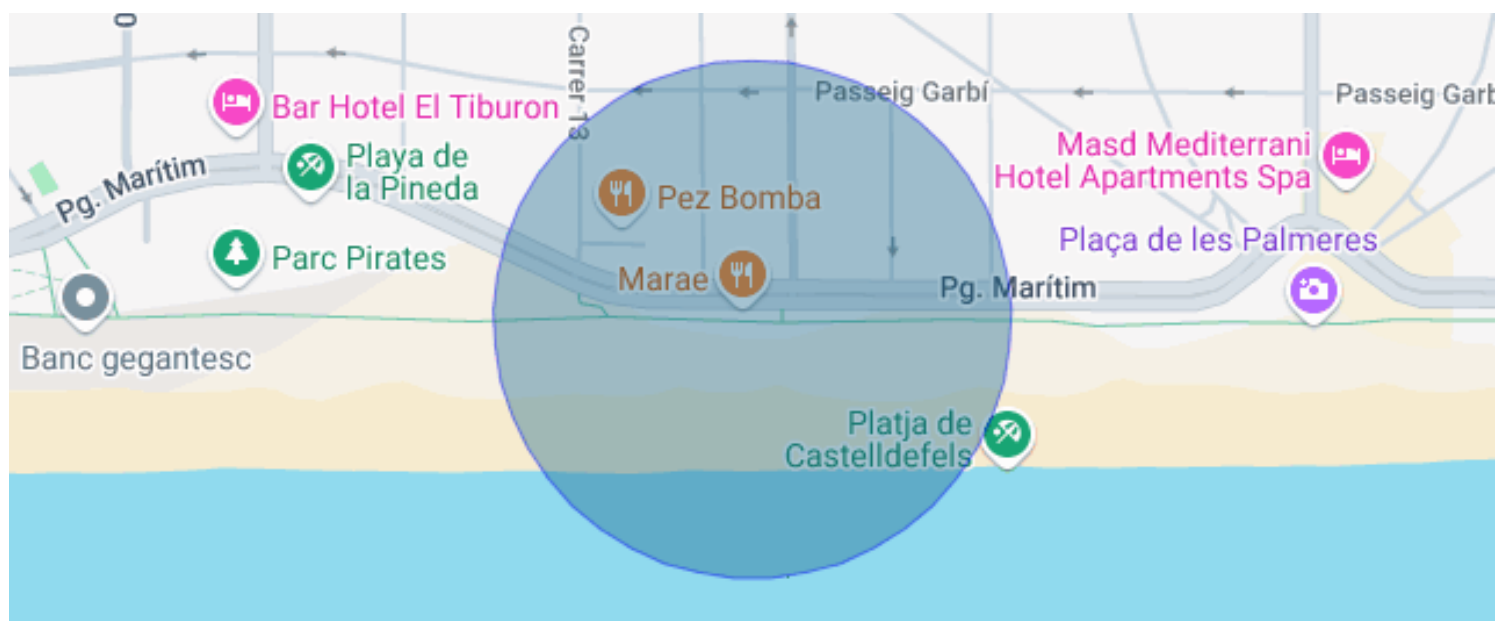 0
Carrer 13
Passeig Garbí
Passeig Garb
Bar Hotel El Tiburon
Playa de
la Pineda
Pg. Marítim
Masd Mediterrani
Hotel Apartments Spa
Pez Bomba
Plaça de les Palmeres
Parc Pirates
Marae
Pg. Marítim
Banc gegantesc
Platja de
Castelldefels